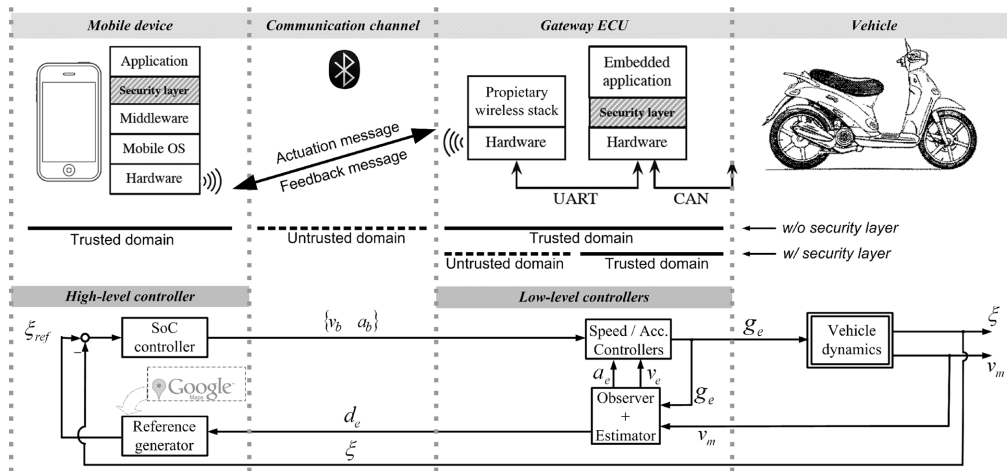 Mobile device
Communication channel
Gateway ECU
Vehicle
Application
Security layer
Middleware
Mobile OS
Hardware
Actuation message
Feedback message
Propietary
wireless stack
Hardware
Embedded
application
Security layer
Hardware
UART
CAN
Trusted domain
Untrusted domain
Trusted domain
w/o security layer
Untrusted domain
Trusted domain
w/ security layer
High-level controller
Low-level controllers
ξref
SoC
controller
{vb ab}
Speed / Acc.
Controllers
ge
Vehicle
dynamics
ξ
vm
−
Google
Maps
ae
ve
ge
Reference
generator
de
Observer
+
Estimator
vm
ξ